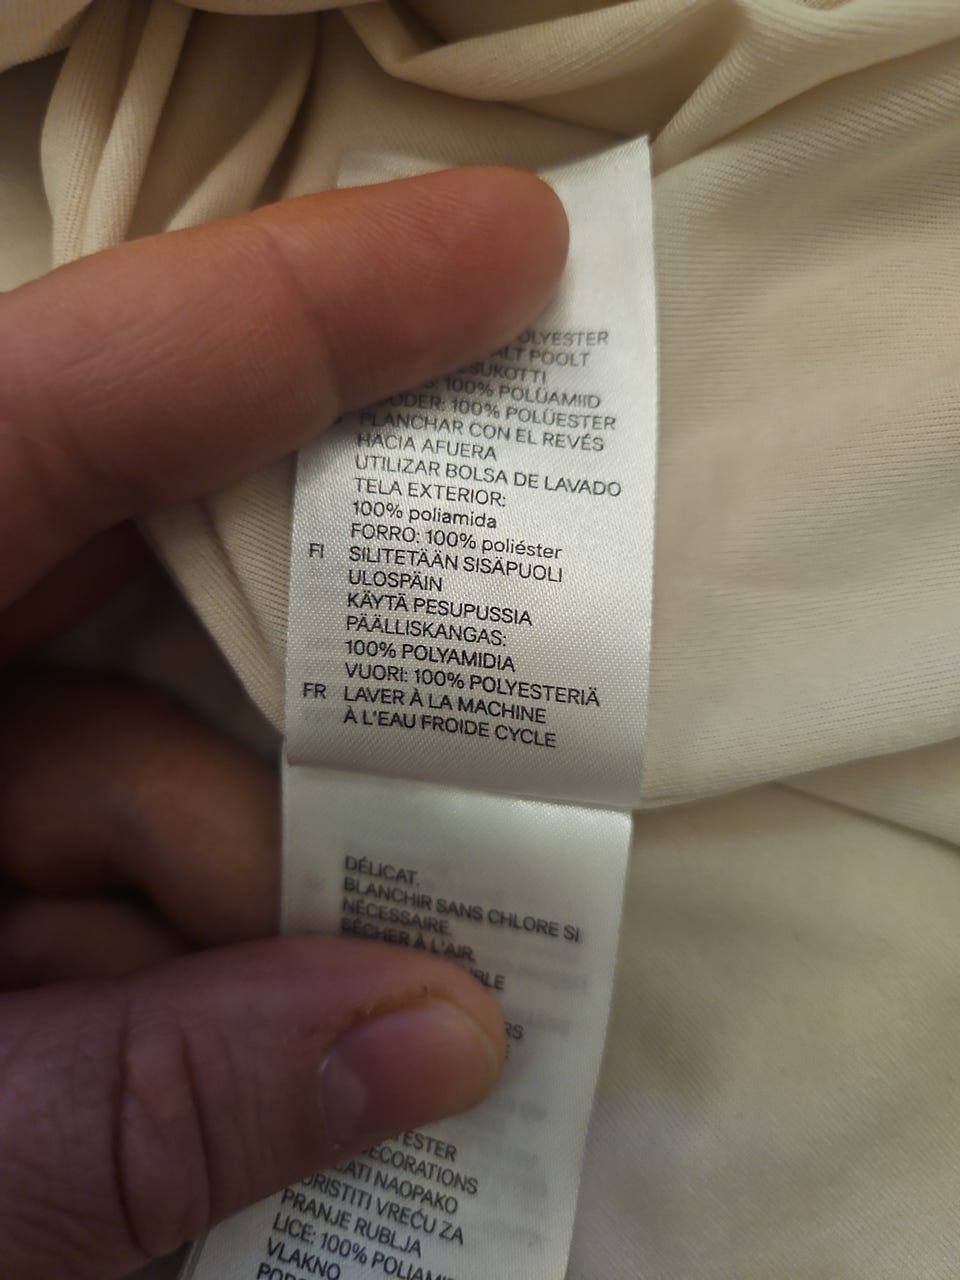 POLYESTER
POOLT
100% POLÜAMIID
100% POLÜESTER
PLANCHAR CON EL REVÉS
HACIA AFUERA
UTILIZAR BOLSA DE LAVADO
TELA EXTERIOR:
100% poliamida
FORRO: 100% poliéster
FI SILITETÄÄN SISÄPUOLI
ULOSPÄIN
KÄYTÄ PESUPUSSIA
PÄÄLLISKANGAS:
100% POLYAMIDIA
VUORI: 100% POLYESTERIÄ
FR LAVER À LA MACHINE
À L'EAU FROIDE CYCLE
DÉLICAT.
BLANCHIR SANS CHLORE SI
NÉCESSAIRE.
SÉCHER À L'AIR.
DECORATIONS
NAOPAKO
VREĆU ZA
PRANJE RUBLJA
LICE: 100%
VLAKNO